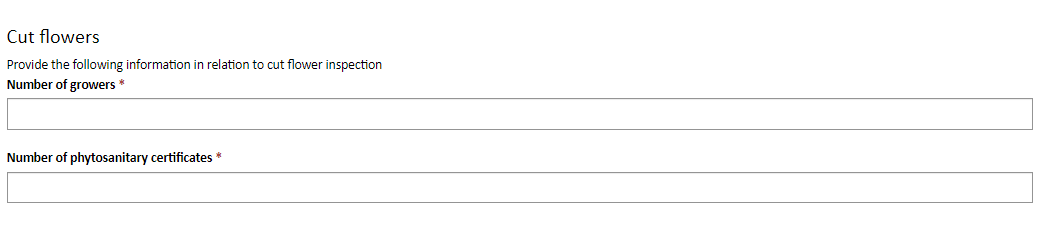 Cut flowers
Provide the following information in relation to cut flower inspection
Number of growers *
Number of phytosanitary certificates *